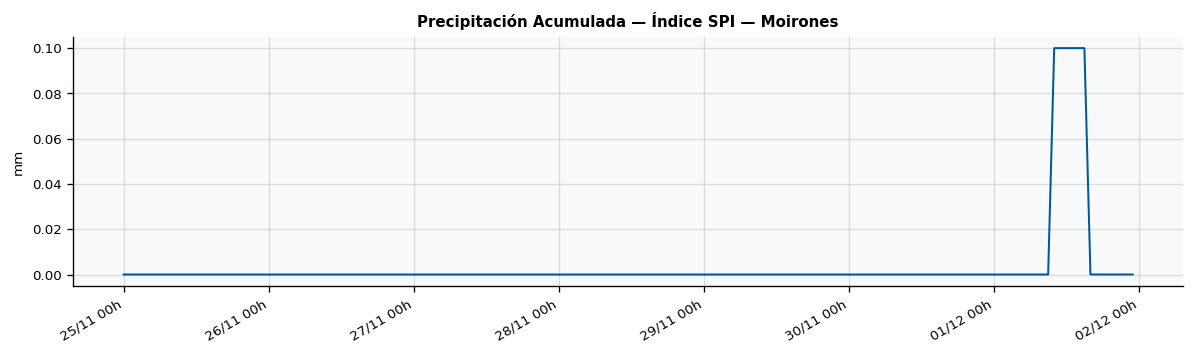 Precipitación Acumulada — Índice SPI — Moirones
mm
0.10
0.08
0.06
0.04
0.02
0.00
25/11 00h
26/11 00h
27/11 00h
28/11 00h
29/11 00h
30/11 00h
01/12 00h
02/12 00h